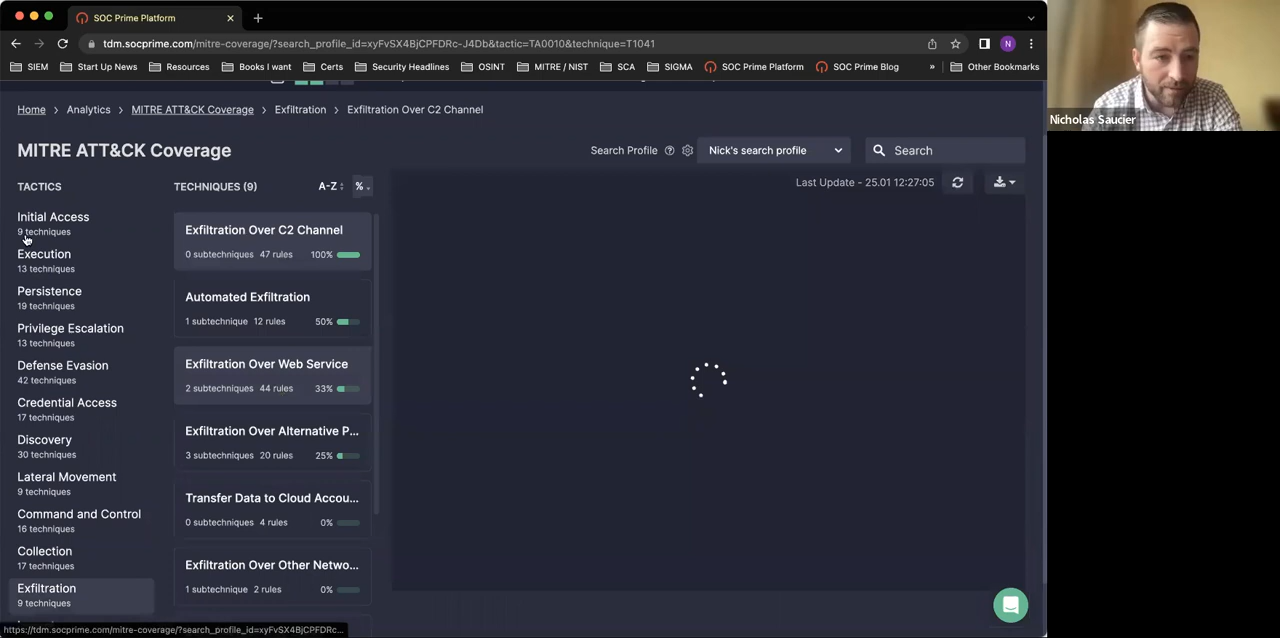 SOC Prime Platform
tdm.socprime.com/mitre-coverage/?search_profile_id=xyFvSX4BjCPFDRc-J4Db&tactic=TA0010&technique=T1041
N
SIEM Start Up News Resources Books I want Certs Security Headlines OSINT MITRE / NIST SCA SIGMA SOC Prime Platform SOC Prime Blog » Other Bookmarks
Nicholas Saucier
Home > Analytics > MITRE ATT&CK Coverage > Exfiltration > Exfiltration Over C2 Channel
MITRE ATT&CK Coverage
Search Profile
Nick's search profile
Search
Last Update - 25.01 12:27:05
TACTICS
Initial Access
9 techniques
Execution
13 techniques
Persistence
19 techniques
Privilege Escalation
13 techniques
Defense Evasion
42 techniques
Credential Access
17 techniques
Discovery
30 techniques
Lateral Movement
9 techniques
Command and Control
16 techniques
Collection
17 techniques
Exfiltration
9 techniques
TECHNIQUES (9)
A-Z
%
Exfiltration Over C2 Channel
0 subtechniques 47 rules 100%
Automated Exfiltration
1 subtechnique 12 rules 50%
Exfiltration Over Web Service
2 subtechniques 44 rules 33%
Exfiltration Over Alternative P...
3 subtechniques 20 rules 25%
Transfer Data to Cloud Accou...
0 subtechniques 4 rules 0%
Exfiltration Over Other Netwo...
1 subtechnique 2 rules 0%
https://tdm.socprime.com/mitre-coverage/?search_profile_id=xyFvSX4BjCPFDRc...